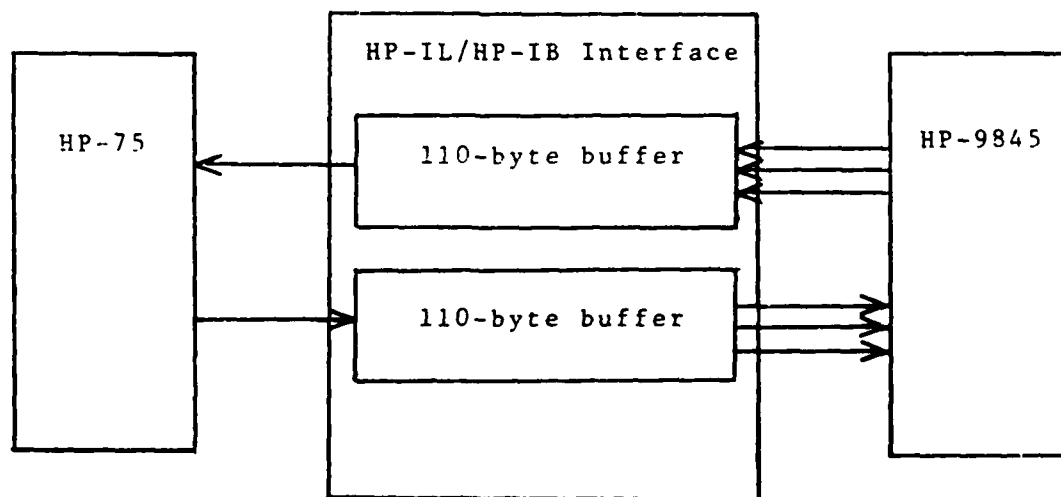 HP-IL/HP-IB Interface
HP-75
110-byte buffer
HP-9845
110-byte buffer